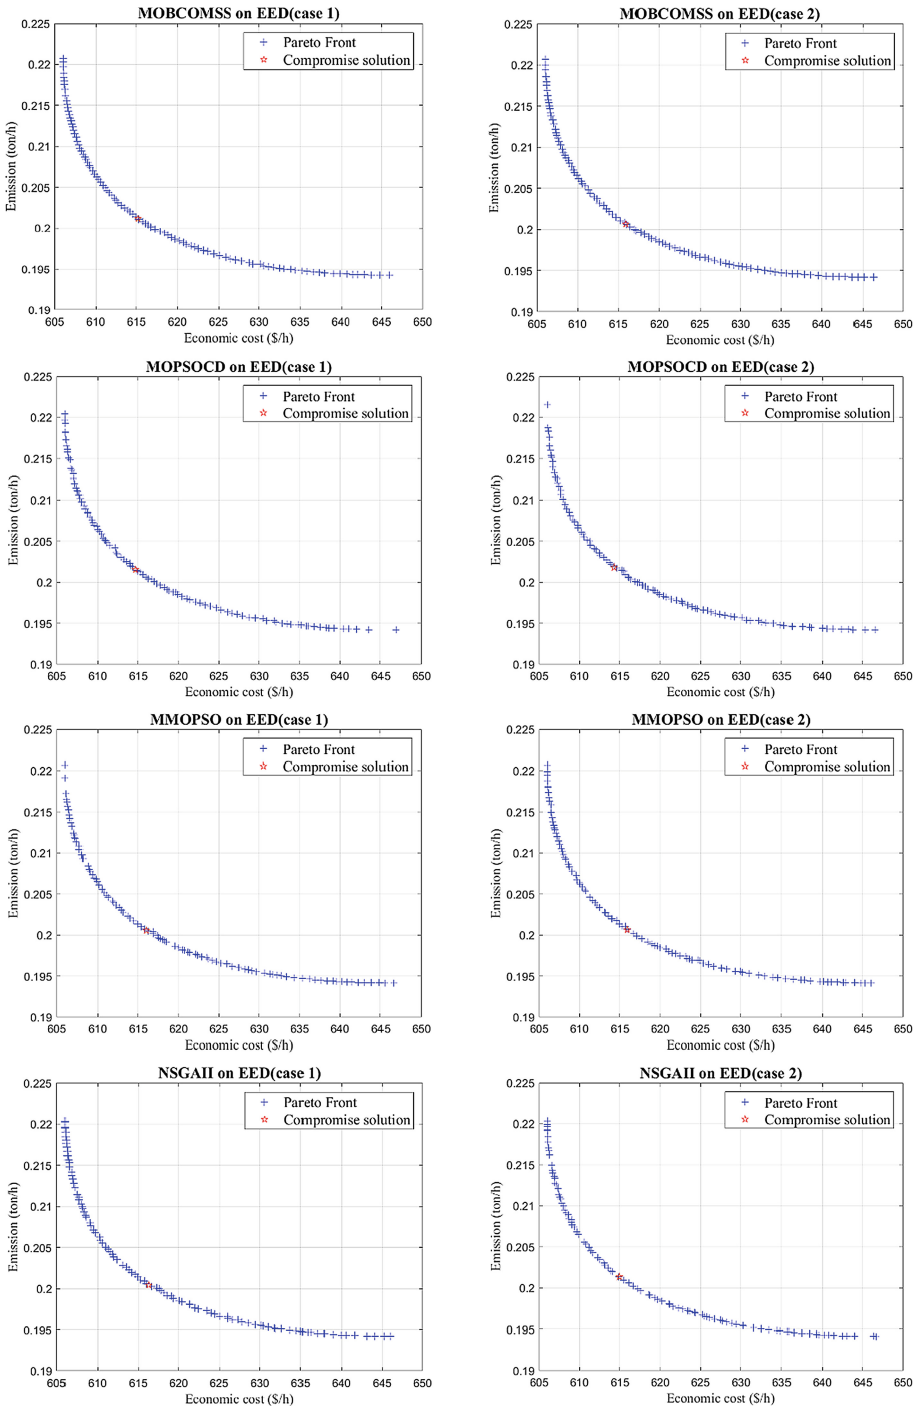 MOBCOMSS on EED(case 1)
Pareto Front
Compromise solution
0.225
0.22
0.215
0.21
0.205
0.2
0.195
0.19
Emission (ton/h)
605 610 615 620 625 630 635 640 645 650
Economic cost ($/h)
MOBCOMSS on EED(case 2)
Pareto Front
Compromise solution
0.225
0.22
0.215
0.21
0.205
0.2
0.195
0.19
Emission (ton/h)
605 610 615 620 625 630 635 640 645 650
Economic cost ($/h)
MOPSOCD on EED(case 1)
Pareto Front
Compromise solution
0.225
0.22
0.215
0.21
0.205
0.2
0.195
0.19
Emission (ton/h)
605 610 615 620 625 630 635 640 645 650
Economic cost ($/h)
MOPSOCD on EED(case 2)
Pareto Front
Compromise solution
0.225
0.22
0.215
0.21
0.205
0.2
0.195
0.19
Emission (ton/h)
605 610 615 620 625 630 635 640 645 650
Economic cost ($/h)
MMOPSO on EED(case 1)
Pareto Front
Compromise solution
0.225
0.22
0.215
0.21
0.205
0.2
0.195
0.19
Emission (ton/h)
605 610 615 620 625 630 635 640 645 650
Economic cost ($/h)
MMOPSO on EED(case 2)
Pareto Front
Compromise solution
0.225
0.22
0.215
0.21
0.205
0.2
0.195
0.19
Emission (ton/h)
605 610 615 620 625 630 635 640 645 650
Economic cost ($/h)
NSGAII on EED(case 1)
Pareto Front
Compromise solution
0.225
0.22
0.215
0.21
0.205
0.2
0.195
0.19
Emission (ton/h)
605 610 615 620 625 630 635 640 645 650
Economic cost ($/h)
NSGAII on EED(case 2)
Pareto Front
Compromise solution
0.225
0.22
0.215
0.21
0.205
0.2
0.195
0.19
Emission (ton/h)
605 610 615 620 625 630 635 640 645 650
Economic cost ($/h)